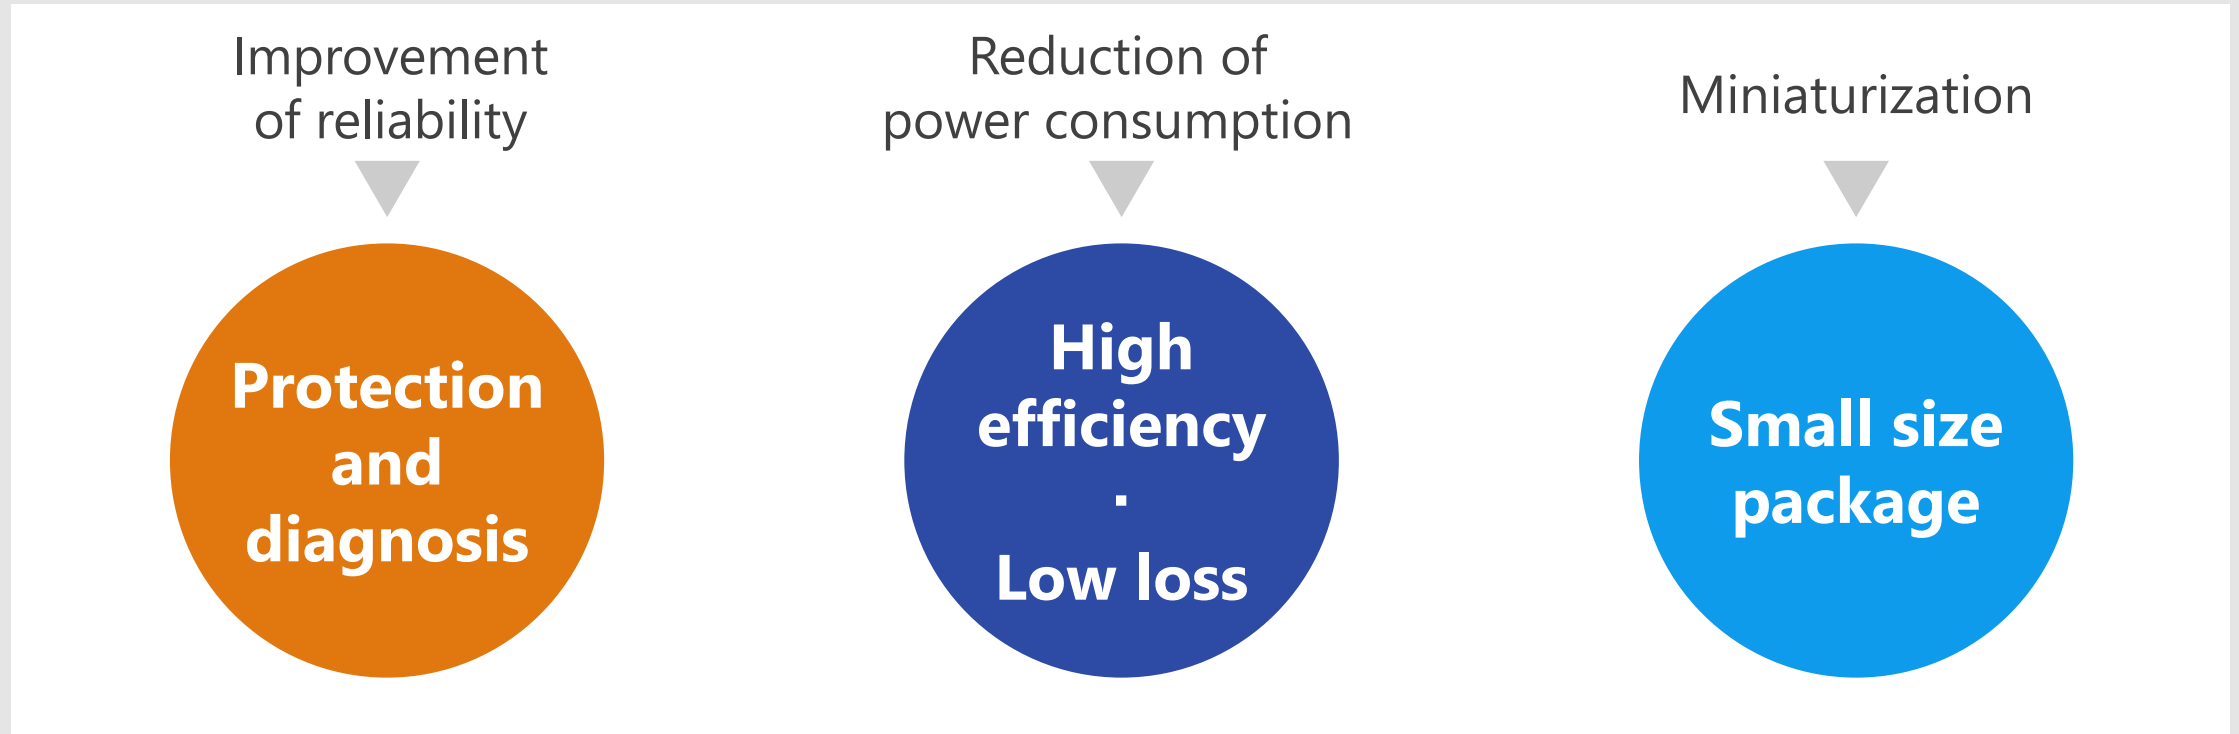 Improvement
of reliability
Protection
and
diagnosis
Reduction of
power consumption
High
efficiency
·
Low loss
Miniaturization
Small size
package